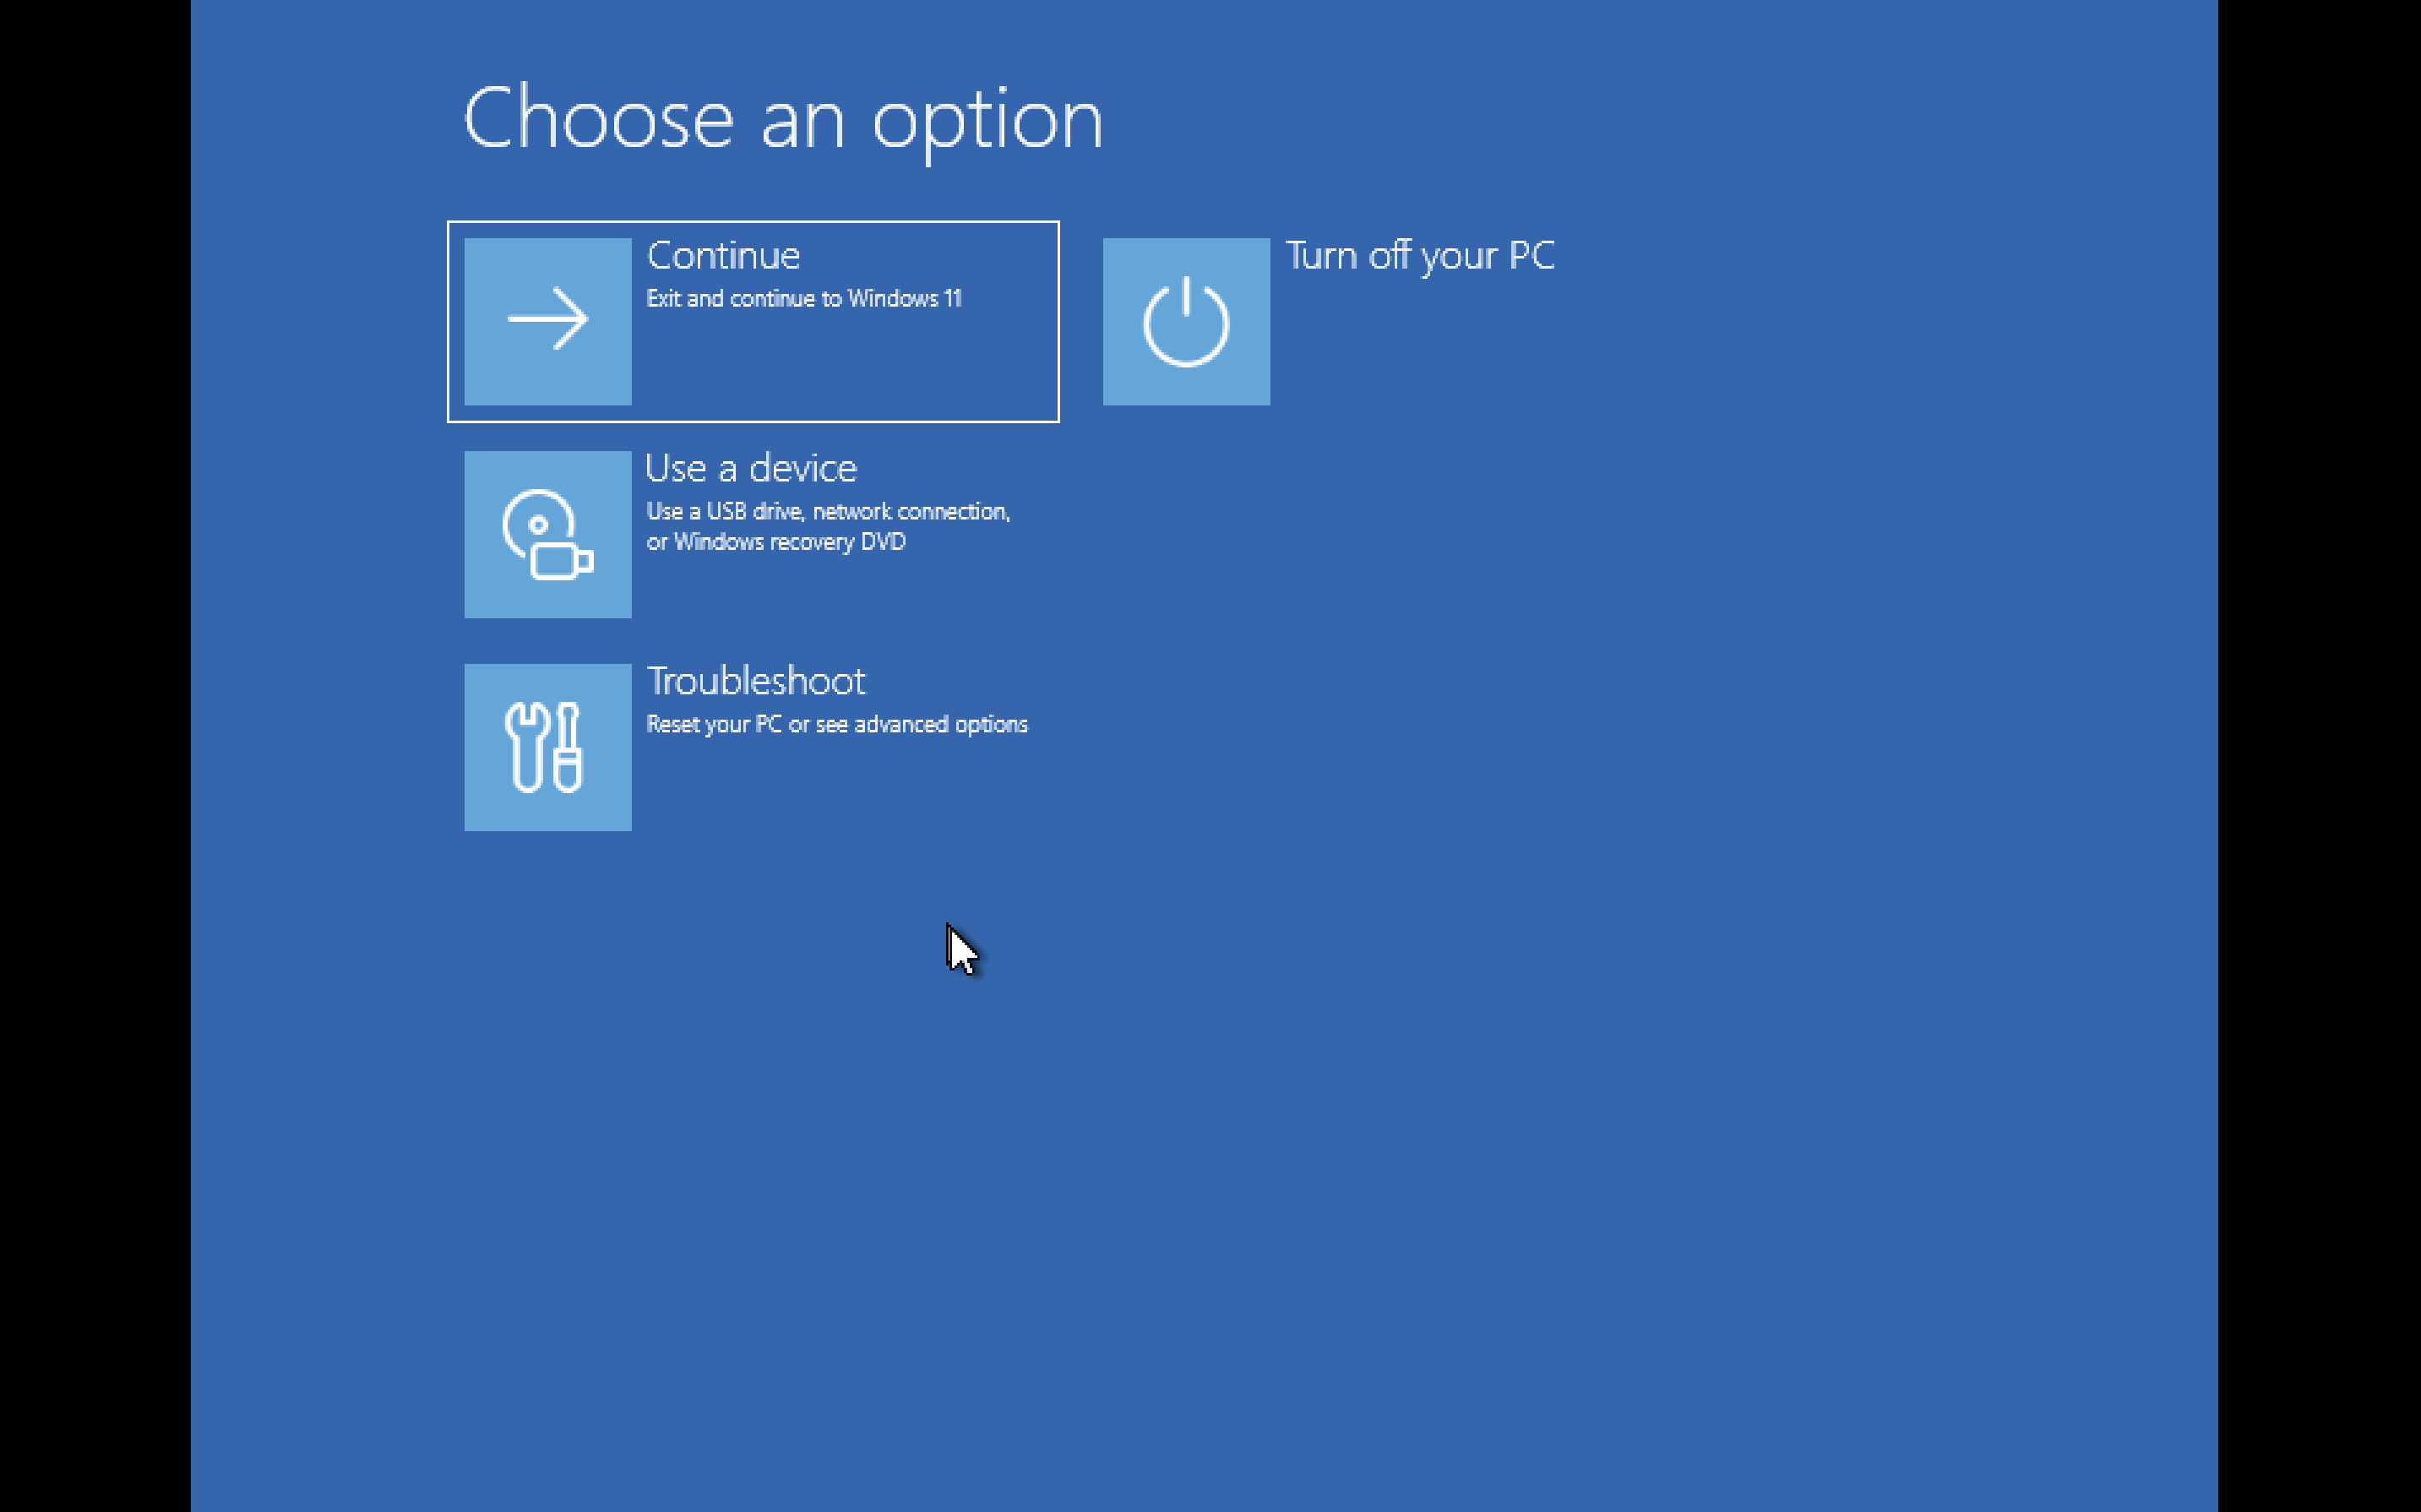 Choose an option
Continue
Exit and continue to Windows 11
Turn off your PC
Use a device
Use a USB drive, network connection,
or Windows recovery DVD
Troubleshoot
Reset your PC or see advanced options